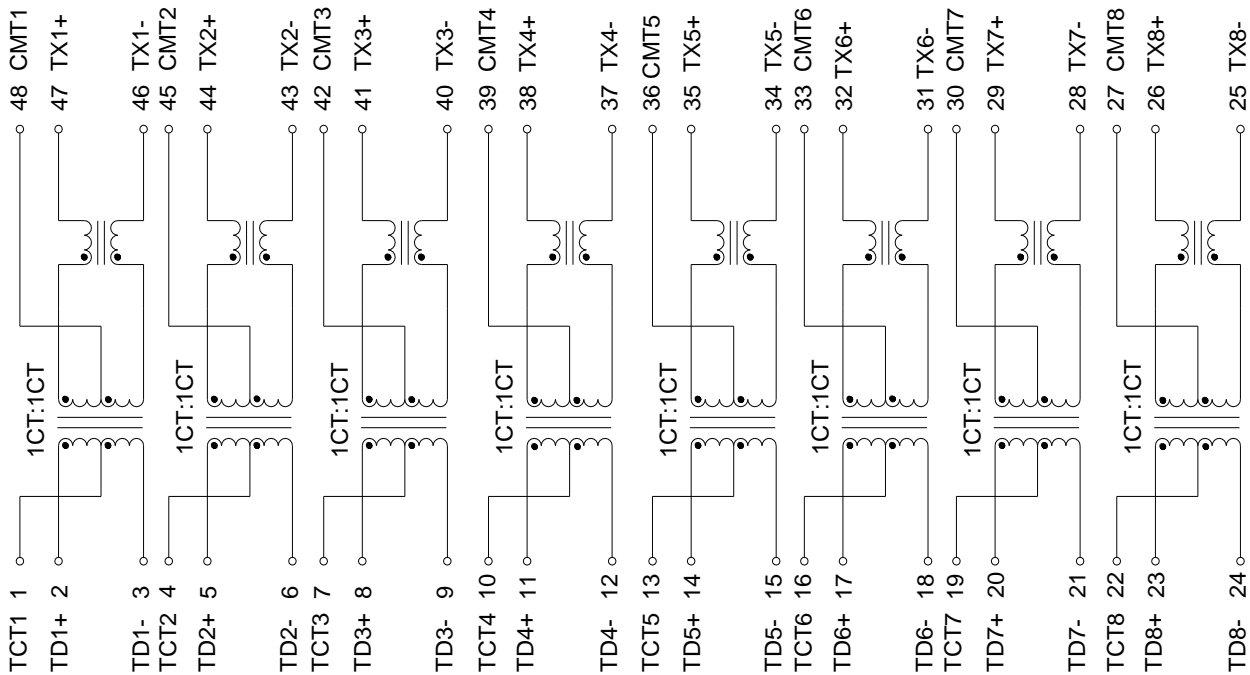 48 CMT1
47 TX1+
46 TX1-
45 CMT2
44 TX2+
43 TX2-
42 CMT3
41 TX3+
40 TX3-
39 CMT4
38 TX4+
37 TX4-
36 CMT5
35 TX5+
34 TX5-
33 CMT6
32 TX6+
31 TX6-
30 CMT7
29 TX7+
28 TX7-
27 CMT8
26 TX8+
25 TX8-
1CT:1CT
1CT:1CT
1CT:1CT
1CT:1CT
1CT:1CT
1CT:1CT
1CT:1CT
1CT:1CT
TCT1 1
TD1+ 2
TD1- 3
TCT2 4
TD2+ 5
TD2- 6
TCT3 7
TD3+ 8
TD3- 9
TCT4 10
TD4+ 11
TD4- 12
TCT5 13
TD5+ 14
TD5- 15
TCT6 16
TD6+ 17
TD6- 18
TCT7 19
TD7+ 20
TD7- 21
TCT8 22
TD8+ 23
TD8- 24